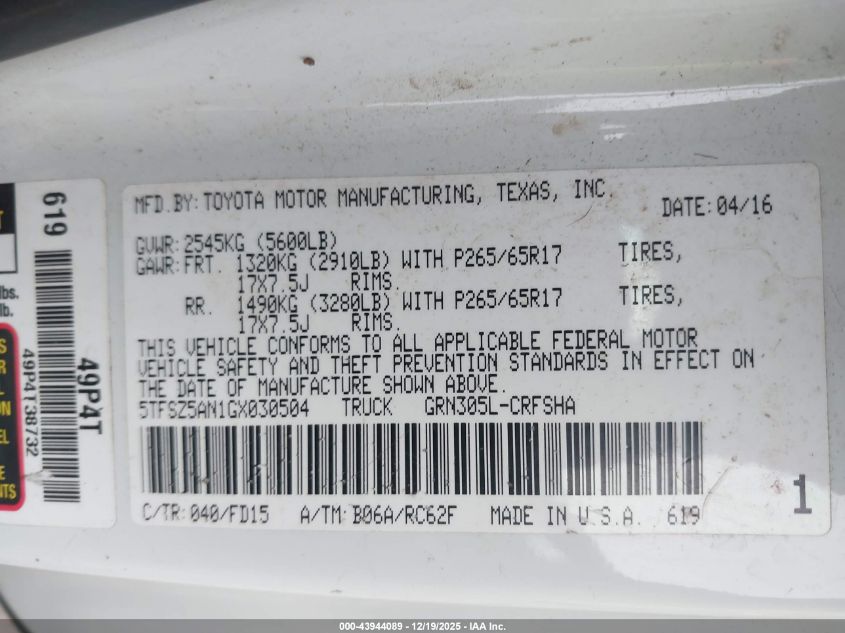 MFD.BY: TOYOTA MOTOR MANUFACTURING, TEXAS, INC.
DATE: 04/16
GVWR: 2545KG (5600LB)
GAWR: FRT. 1320KG (2910LB) WITH P265/65R17 TIRES,
17X7.5J RIMS.
RR. 1490KG (3280LB) WITH P265/65R17 TIRES,
17X7.5J RIMS.
THIS VEHICLE CONFORMS TO ALL APPLICABLE FEDERAL MOTOR
VEHICLE SAFETY AND THEFT PREVENTION STANDARDS IN EFFECT ON
THE DATE OF MANUFACTURE SHOWN ABOVE.
5TFSZ5AN1GX030504 TRUCK GRN305L-CRFSHA
C/TR: 040/FD15 A/TM: B06A/RC62F MADE IN U.S.A. 619
1
619
49P4T
49P4T38732
lbs.
lb.
000-43944089 - 12/19/2025 - IAA Inc.